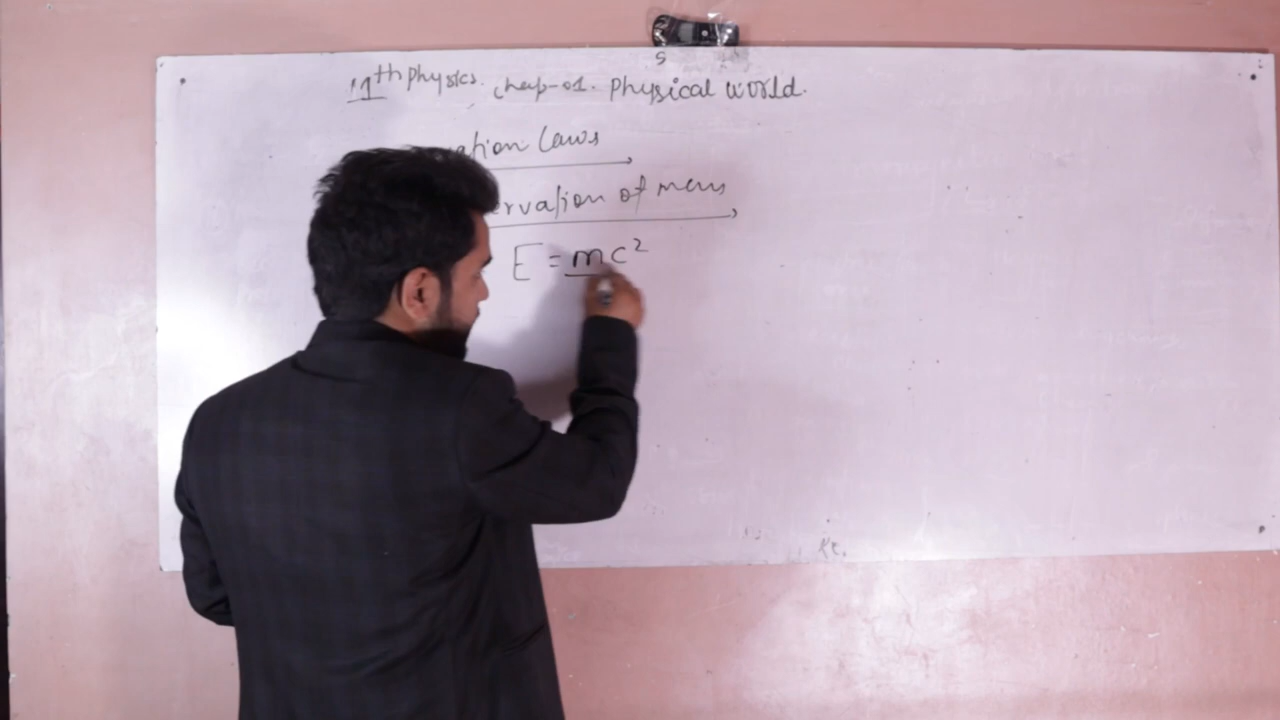 11th Physics. chap-01. Physical world.
ation Laws
ervation of mass
E = mc²